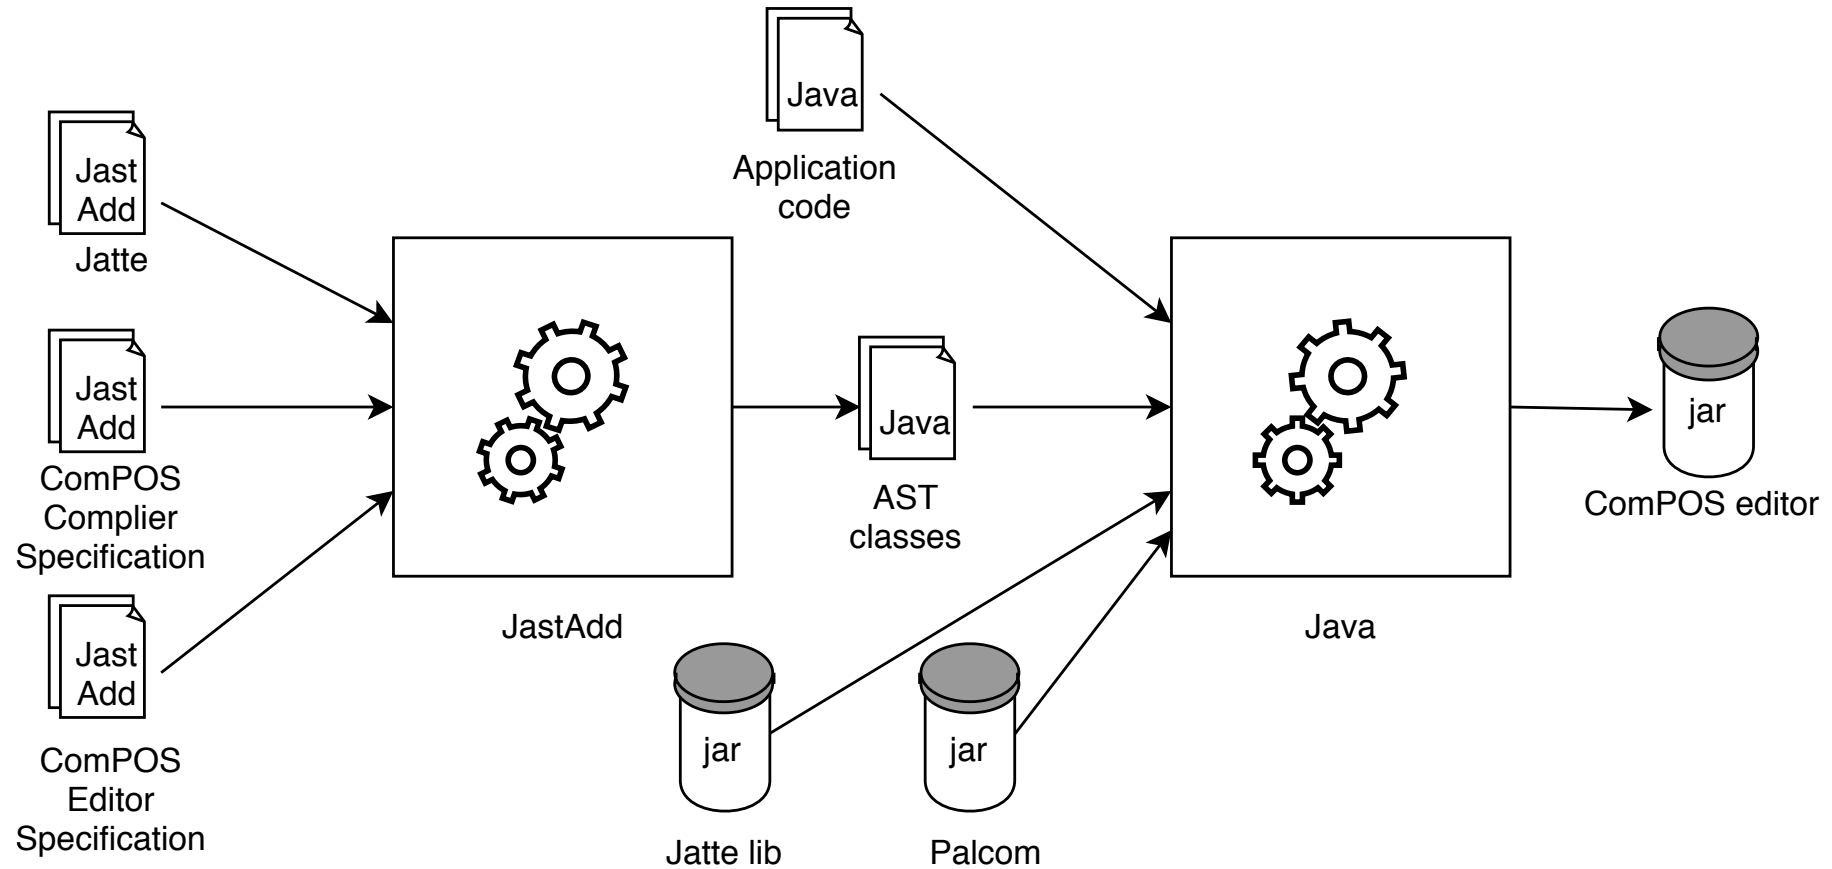 Java
Application
code
Jast
Add
Jatte
Jast
Add
ComPOS
Complier
Specification
Jast
Add
ComPOS
Editor
Specification
JastAdd
Java
AST
classes
jar
Jatte lib
jar
Palcom
Java
jar
ComPOS editor